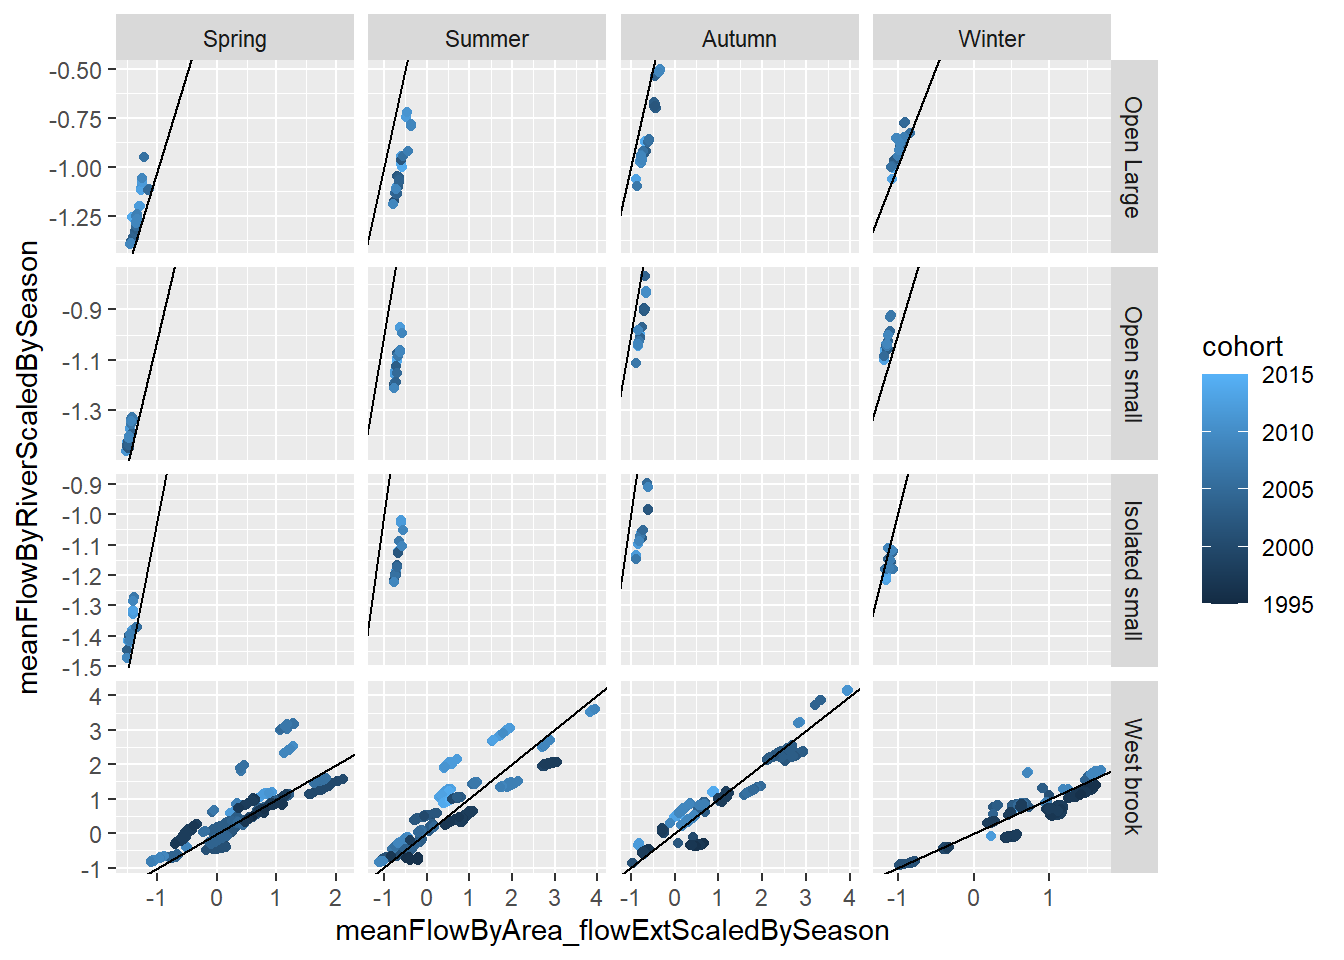 Spring Summer Autumn Winter
-0.50
-0.75
-1.00
-1.25
Open Large
-0.9
-1.1
-1.3
Open small
-0.9
-1.0
-1.1
-1.2
-1.3
-1.4
-1.5
Isolated small
4
3
2
1
0
-1
West brook
-1 0 1 2 -1 0 1 2 3 4 -1 0 1 2 3 4 -1 0 1
meanFlowByArea_flowExtScaledBySeason
meanFlowByRiverScaledBySeason
cohort
2015
2010
2005
2000
1995